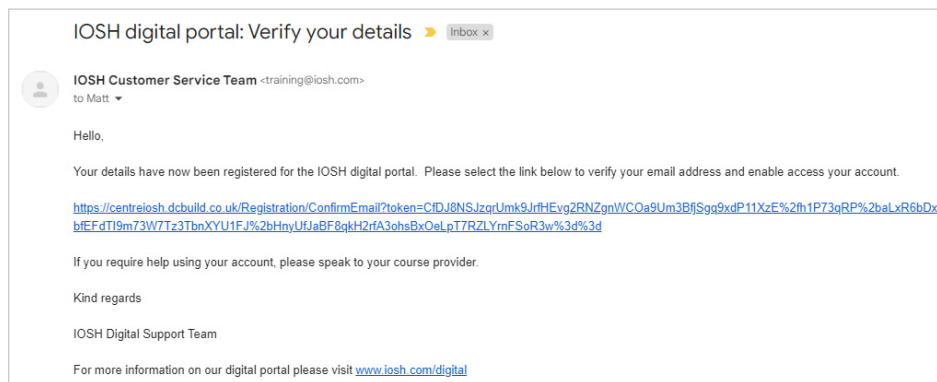 IOSH digital portal: Verify your details Inbox x
IOSH Customer Service Team <training@iosh.com>
to Matt
Hello,
Your details have now been registered for the IOSH digital portal. Please select the link below to verify your email address and enable access your account.
https://centreiosh.dcbuild.co.uk/Registration/ConfirmEmail?token=CfDJ8NSJzqrUmk9JrfHEvg2RNZgnWCOa9Um3BfjSgq9xdP11XzE%2fh1P73qRP%2baLxR6bDx
bfEFdTI9m73W7Tz3TbnXYU1FJ%2bHnyUfJaBF8qkH2rfA3ohsBxOeLpT7RZLYrnFSoR3w%3d%3d
If you require help using your account, please speak to your course provider.
Kind regards
IOSH Digital Support Team
For more information on our digital portal please visit www.iosh.com/digital